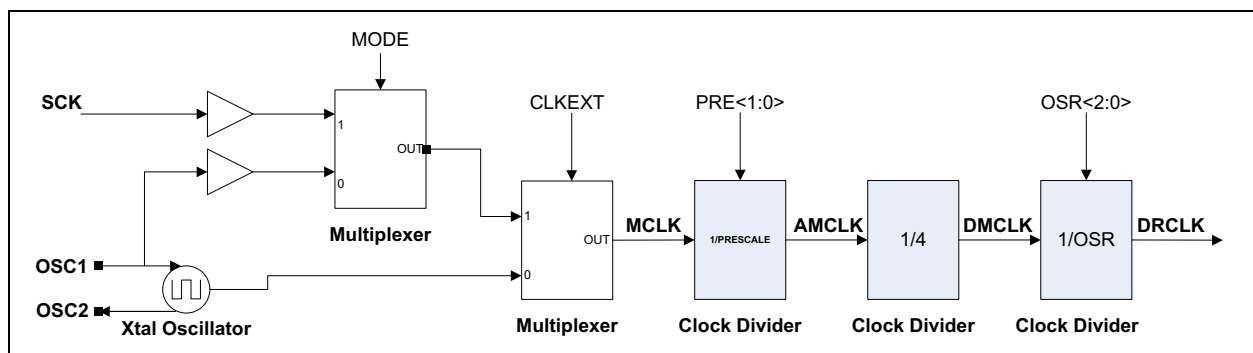 MODE
SCK
1
OUT
0
Multiplexer
CLKEXT
1
OUT
0
Multiplexer
OSC1
OSC2
Xtal Oscillator
MCLK
PRE<1:0>
1/PRESCALE
Clock Divider
AMCLK
1/4
Clock Divider
DMCLK
OSR<2:0>
1/OSR
Clock Divider
DRCLK